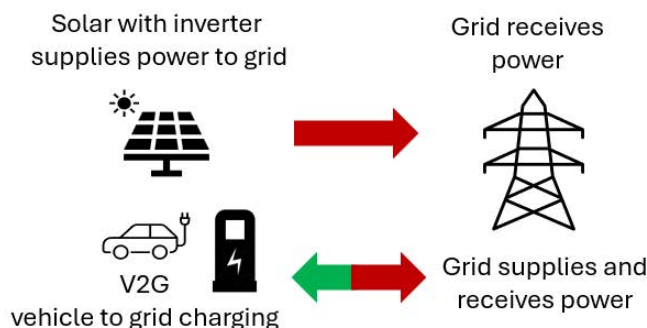 Solar with inverter
supplies power to grid
Grid receives
power
V2G
vehicle to grid charging
Grid supplies and
receives power